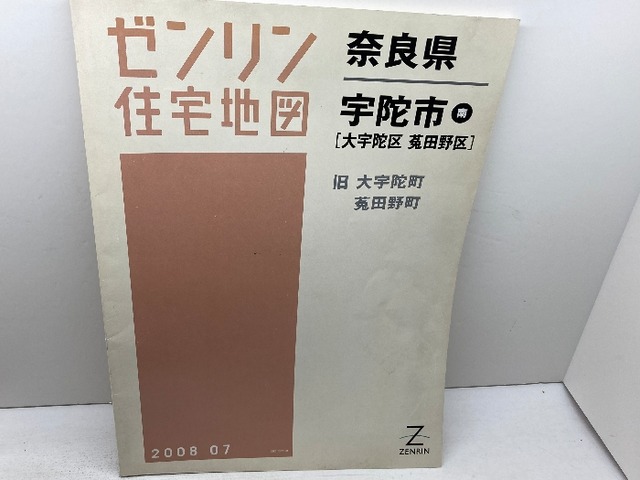 ゼンリン
住宅地図
奈良県
宇陀市 南
[大宇陀区 菟田野区]
旧 大宇陀町
菟田野町
2008 07
Z
ZENRIN